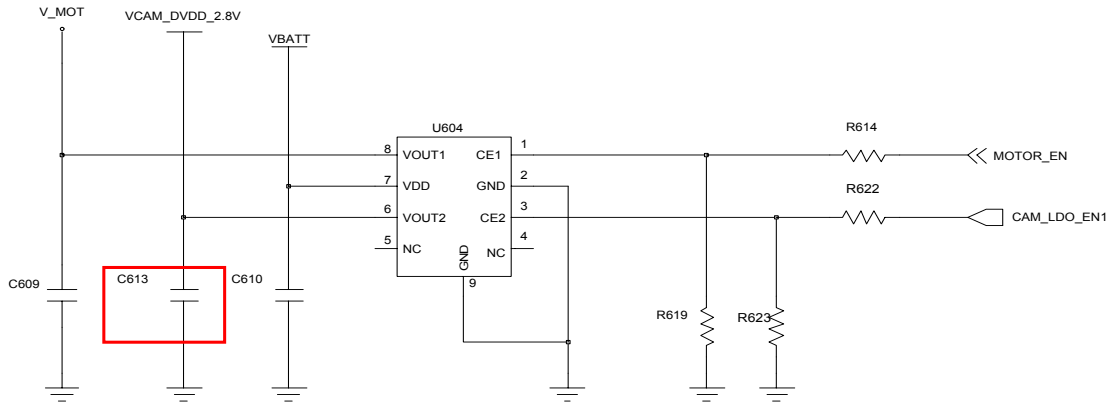 V_MOT
VCAM_DVDD_2.8V
VBATT
U604
8 VOUT1 CE1 1
7 VDD GND 2
6 VOUT2 CE2 3
5 NC GND NC 4
9
R614
MOTOR_EN
R622
CAM_LDO_EN1
C609
C613
C610
R619
R623